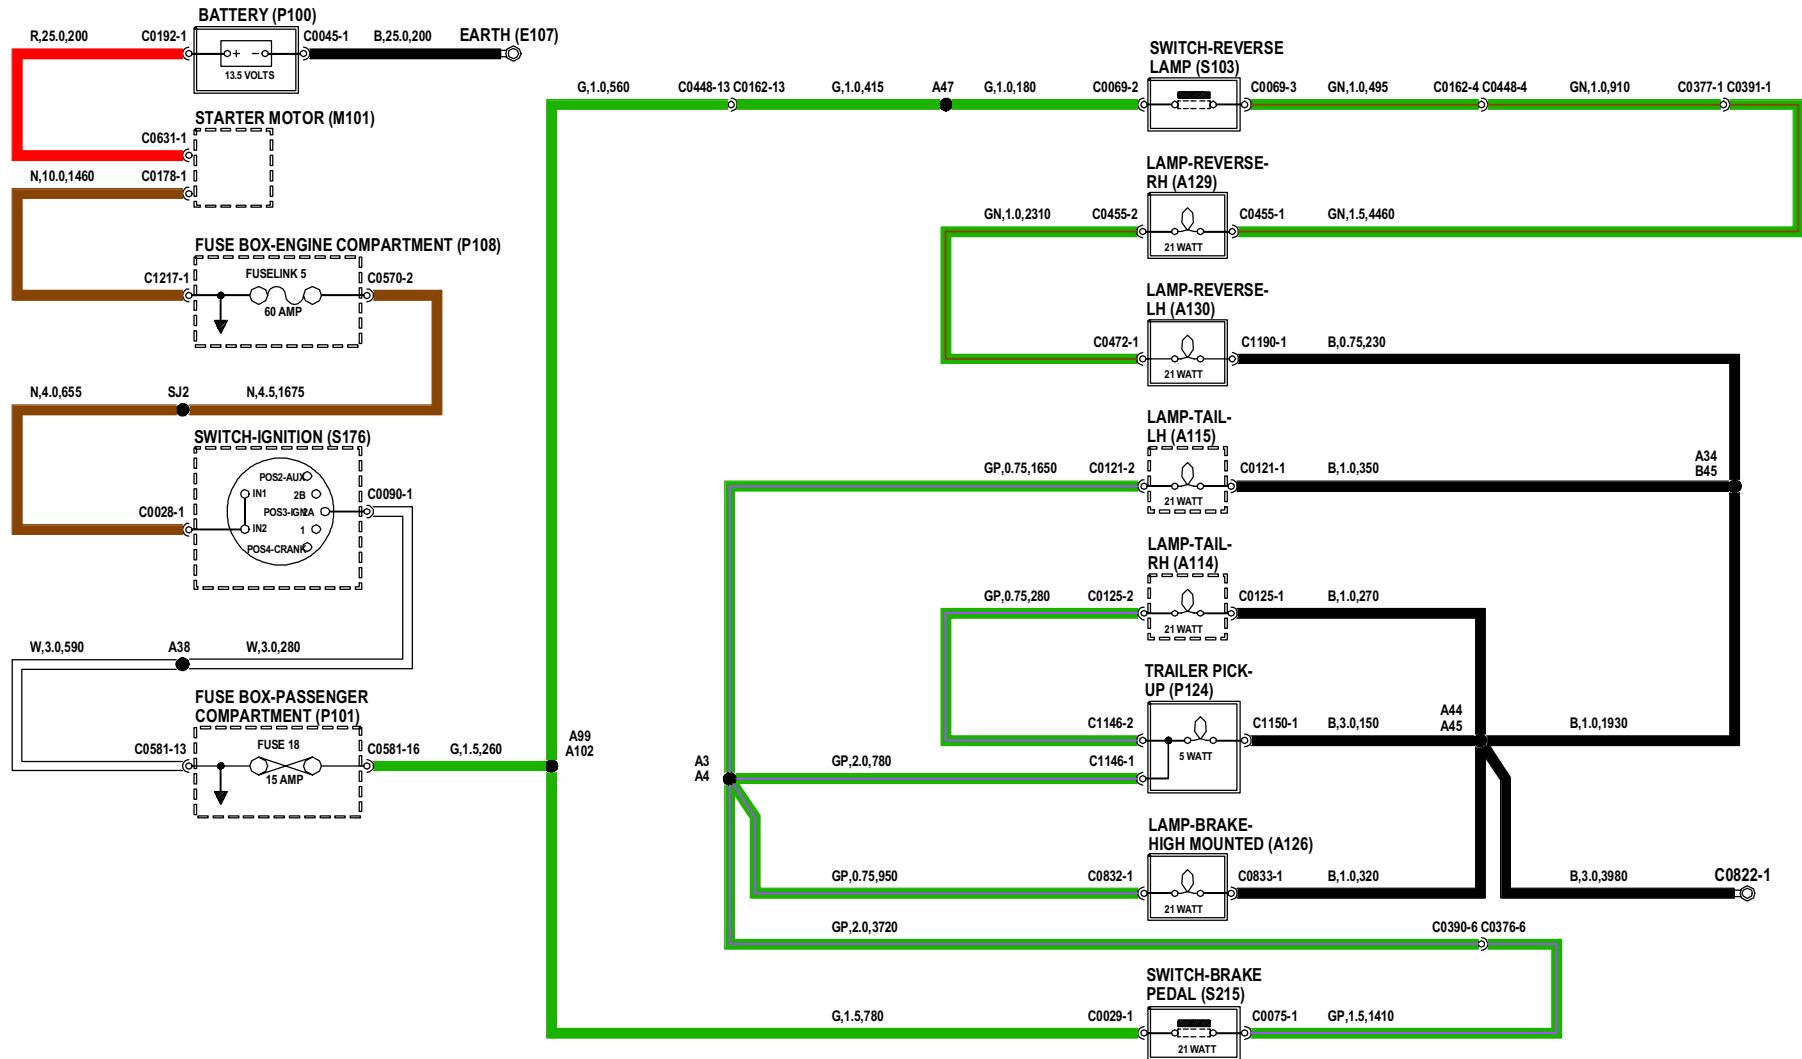 BATTERY (P100)
R,25.0,200
C0192-1
C0045-1
B,25.0,200
EARTH (E107)
+ -
13.5 VOLTS
STARTER MOTOR (M101)
C0631-1
N,10.0,1460
C0178-1
FUSE BOX-ENGINE COMPARTMENT (P108)
C1217-1
FUSELINK 5
C0570-2
60 AMP
N,4.0,655
SJ2
N,4.5,1675
SWITCH-IGNITION (S176)
POS2-AUX
IN1
2B
C0090-1
POS3-IGN
2A
C0028-1
IN2
1
POS4-CRANK
W,3.0,590
A38
W,3.0,280
FUSE BOX-PASSENGER
COMPARTMENT (P101)
C0581-13
FUSE 18
C0581-16
G,1.5,260
15 AMP
A99
A102
G,1.0,560
C0448-13 C0162-13
G,1.0,415
A47
G,1.0,180
C0069-2
SWITCH-REVERSE
LAMP (S103)
C0069-3
GN,1.0,495
C0162-4 C0448-4
GN,1.0,910
C0377-1 C0391-1
LAMP-REVERSE-
RH (A129)
GN,1.0,2310
C0455-2
C0455-1
GN,1.5,4460
21 WATT
LAMP-REVERSE-
LH (A130)
C0472-1
C1190-1
B,0.75,230
21 WATT
LAMP-TAIL-
LH (A115)
GP,0.75,1650
C0121-2
C0121-1
B,1.0,350
A34
B45
21 WATT
LAMP-TAIL-
RH (A114)
GP,0.75,280
C0125-2
C0125-1
B,1.0,270
21 WATT
TRAILER PICK-
UP (P124)
C1146-2
C1150-1
B,3.0,150
A44
A45
B,1.0,1930
5 WATT
A3
A4
GP,2.0,780
C1146-1
LAMP-BRAKE-
HIGH MOUNTED (A126)
GP,0.75,950
C0832-1
C0833-1
B,1.0,320
B,3.0,3980
C0822-1
21 WATT
GP,2.0,3720
C0390-6 C0376-6
SWITCH-BRAKE
PEDAL (S215)
G,1.5,780
C0029-1
C0075-1
GP,1.5,1410
21 WATT